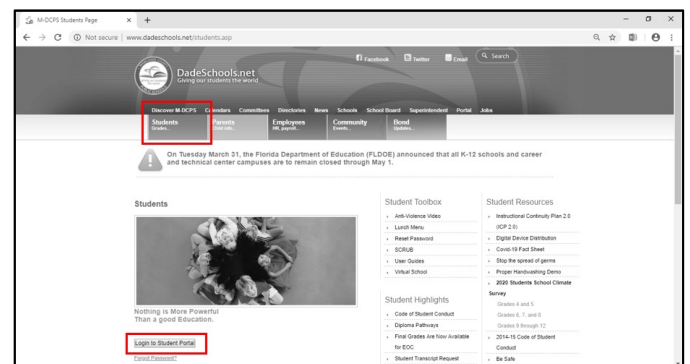 M-DCPS Students Page
Not secure | www.dadeschools.net/students.asp
Facebook Twitter Email Search
DadeSchools.net
Giving our students the world
Discover M-DCPS Calendars Committees Directories News Schools School Board Superintendent Portal Jobs
Students Parents Employees Community Bond
Grades... Child info... HR, payroll... Events... Updates...
On Tuesday March 31, the Florida Department of Education (FLDOE) announced that all K-12 schools and career
and technical center campuses are to remain closed through May 1.
Students
Nothing is More Powerful
Than a good Education.
Login to Student Portal
Forgot Password?
Student Toolbox
Anti-Violence Video
Lunch Menu
Reset Password
SCRUB
User Guides
Virtual School
Student Highlights
Code of Student Conduct
Diploma Pathways
Final Grades Are Now Available
for EOC
Student Transcript Request
Student Resources
Instructional Continuity Plan 2.0
(ICP 2.0)
Digital Device Distribution
Covid-19 Fact Sheet
Stop the spread of germs
Proper Handwashing Demo
2020 Students School Climate
Survey
Grades 4 and 5
Grades 6, 7, and 8
Grades 9 through 12
2014-15 Code of Student
Conduct
Be Safe